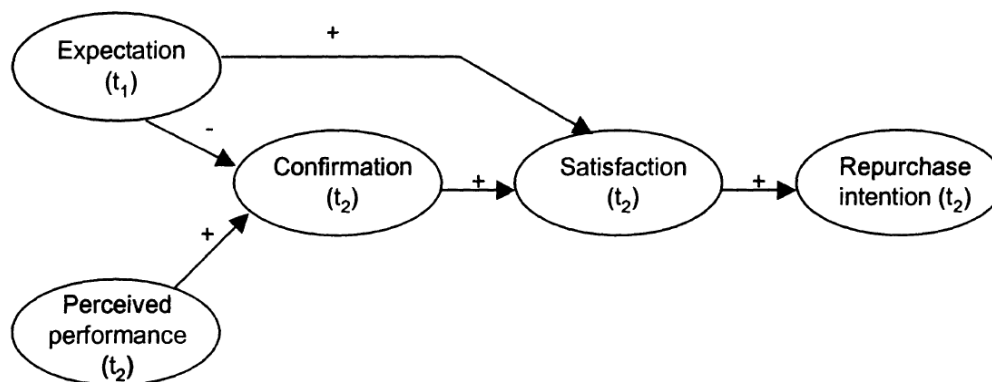 Expectation
(t₁)
+
-
Confirmation
(t₂)
+
Satisfaction
(t₂)
+
Repurchase
intention (t₂)
+
Perceived
performance
(t₂)